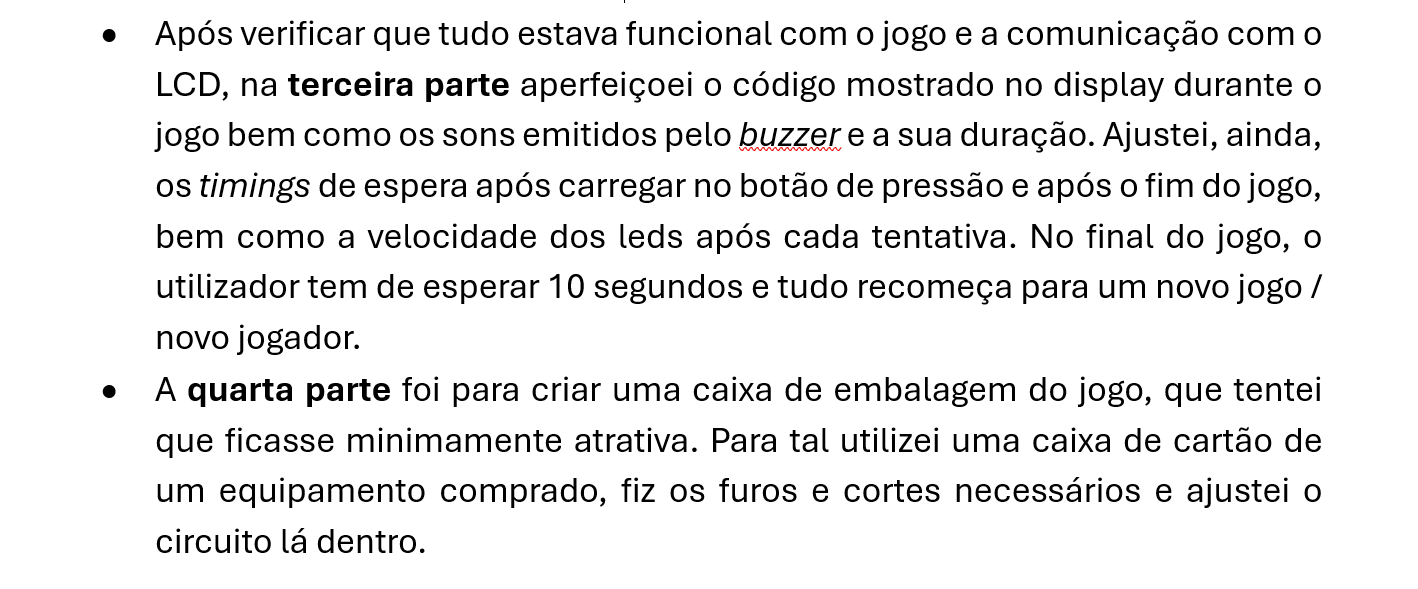 • Após verificar que tudo estava funcional com o jogo e a comunicação com o
LCD, na terceira parte aperfeiçoei o código mostrado no display durante o
jogo bem como os sons emitidos pelo buzzer e a sua duração. Ajustei, ainda,
os timings de espera após carregar no botão de pressão e após o fim do jogo,
bem como a velocidade dos leds após cada tentativa. No final do jogo, o
utilizador tem de esperar 10 segundos e tudo recomeça para um novo jogo /
novo jogador.
• A quarta parte foi para criar uma caixa de embalagem do jogo, que tentei
que ficasse minimamente atrativa. Para tal utilizei uma caixa de cartão de
um equipamento comprado, fiz os furos e cortes necessários e ajustei o
circuito lá dentro.